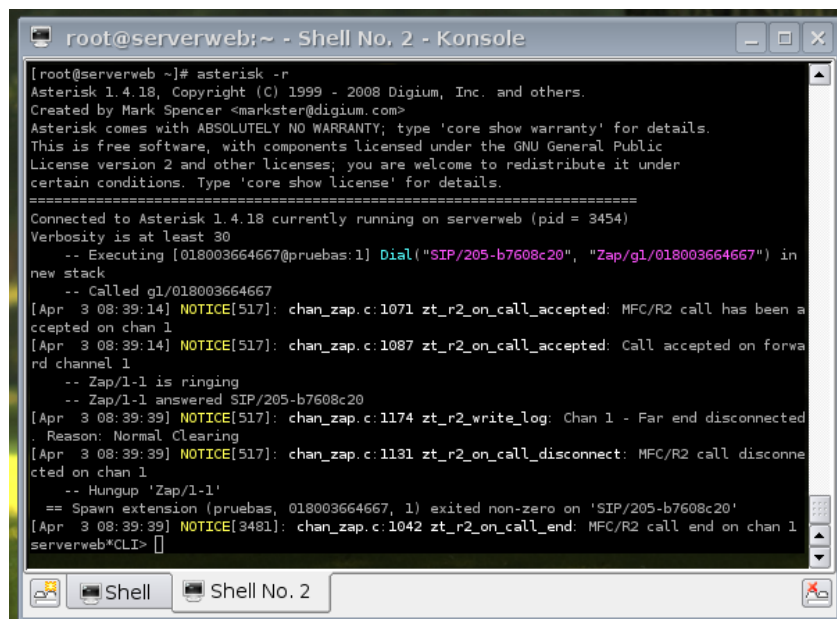 root@serverweb:~ - Shell No. 2 - Konsole
[root@serverweb ~]# asterisk -r
Asterisk 1.4.18, Copyright (C) 1999 - 2008 Digium, Inc. and others.
Created by Mark Spencer <markster@digium.com>
Asterisk comes with ABSOLUTELY NO WARRANTY; type 'core show warranty' for details.
This is free software, with components licensed under the GNU General Public
License version 2 and other licenses; you are welcome to redistribute it under
certain conditions. Type 'core show license' for details.
=========================================================================
Connected to Asterisk 1.4.18 currently running on serverweb (pid = 3454)
Verbosity is at least 30
    -- Executing [018003664667@pruebas:1] Dial("SIP/205-b7608c20", "Zap/g1/018003664667") in
new stack
    -- Called g1/018003664667
[Apr  3 08:39:14] NOTICE[517]: chan_zap.c:1071 zt_r2_on_call_accepted: MFC/R2 call has been a
ccepted on chan 1
[Apr  3 08:39:14] NOTICE[517]: chan_zap.c:1087 zt_r2_on_call_accepted: Call accepted on forwa
rd channel 1
    -- Zap/1-1 is ringing
    -- Zap/1-1 answered SIP/205-b7608c20
[Apr  3 08:39:39] NOTICE[517]: chan_zap.c:1174 zt_r2_write_log: Chan 1 - Far end disconnected
. Reason: Normal Clearing
[Apr  3 08:39:39] NOTICE[517]: chan_zap.c:1131 zt_r2_on_call_disconnect: MFC/R2 call disconne
cted on chan 1
    -- Hungup 'Zap/1-1'
  == Spawn extension (pruebas, 018003664667, 1) exited non-zero on 'SIP/205-b7608c20'
[Apr  3 08:39:39] NOTICE[3481]: chan_zap.c:1042 zt_r2_on_call_end: MFC/R2 call end on chan 1
serverweb*CLI>
Shell
Shell No. 2